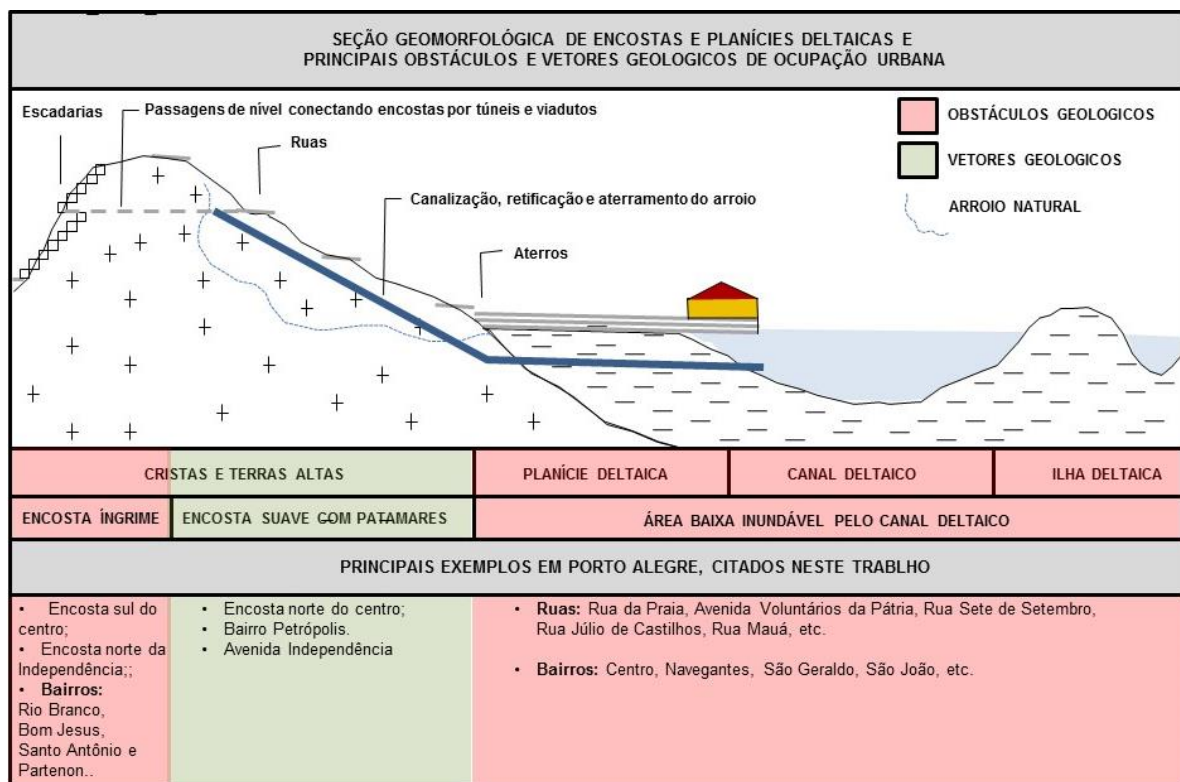 SEÇÃO GEOMORFOLÓGICA DE ENCOSTAS E PLANÍCIES DELTAICAS E
PRINCIPAIS OBSTÁCULOS E VETORES GEOLOGICOS DE OCUPAÇÃO URBANA
Escadarias
Passagens de nível conectando encostas por túneis e viadutos
Ruas
Canalização, retificação e aterramento do arroio
Aterros
OBSTÁCULOS GEOLOGICOS
VETORES GEOLOGICOS
ARROIO NATURAL
CRISTAS E TERRAS ALTAS
PLANÍCIE DELTAICA
CANAL DELTAICO
ILHA DELTAICA
ENCOSTA ÍNGRIME
ENCOSTA SUAVE COM PATAMARES
ÁREA BAIXA INUNDÁVEL PELO CANAL DELTAICO
PRINCIPAIS EXEMPLOS EM PORTO ALEGRE, CITADOS NESTE TRABLHO
• Encosta sul do
centro;
• Encosta norte da
Independência;;
• Bairros:
Rio Branco,
Bom Jesus,
Santo Antônio e
Partenon..
• Encosta norte do centro;
• Bairro Petrópolis.
• Avenida Independência
• Ruas: Rua da Praia, Avenida Voluntários da Pátria, Rua Sete de Setembro,
Rua Júlio de Castilhos, Rua Mauá, etc.
• Bairros: Centro, Navegantes, São Geraldo, São João, etc.